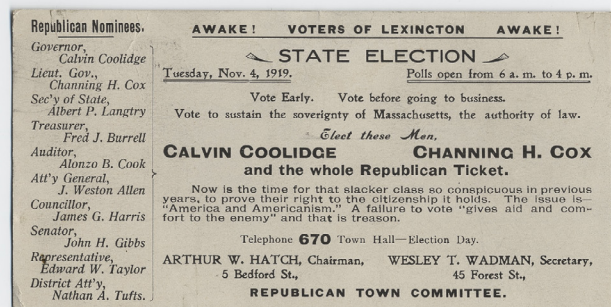 Republican Nominees.
Governor,
Calvin Coolidge
Lieut. Gov.,
Channing H. Cox
Sec'y of State,
Albert P. Langtry
Treasurer,
Fred J. Burrell
Auditor,
Alonzo B. Cook
Att'y General,
J. Weston Allen
Councillor,
James G. Harris
Senator,
John H. Gibbs
Representative,
Edward W. Taylor
District Att'y,
Nathan A. Tufts.
AWAKE! VOTERS OF LEXINGTON AWAKE!
STATE ELECTION
Tuesday, Nov. 4, 1919. Polls open from 6 a. m. to 4 p. m.
Vote Early. Vote before going to business.
Vote to sustain the soverignty of Massachusetts, the authority of law.
Elect these Men,
CALVIN COOLIDGE CHANNING H. COX
and the whole Republican Ticket.
Now is the time for that slacker class so conspicuous in previous
years, to prove their right to the citizenship it holds. The issue is—
"America and Americanism." A failure to vote "gives aid and com-
fort to the enemy" and that is treason.
Telephone 670 Town Hall—Election Day.
ARTHUR W. HATCH, Chairman, WESLEY T. WADMAN, Secretary,
5 Bedford St., 45 Forest St.,
REPUBLICAN TOWN COMMITTEE.